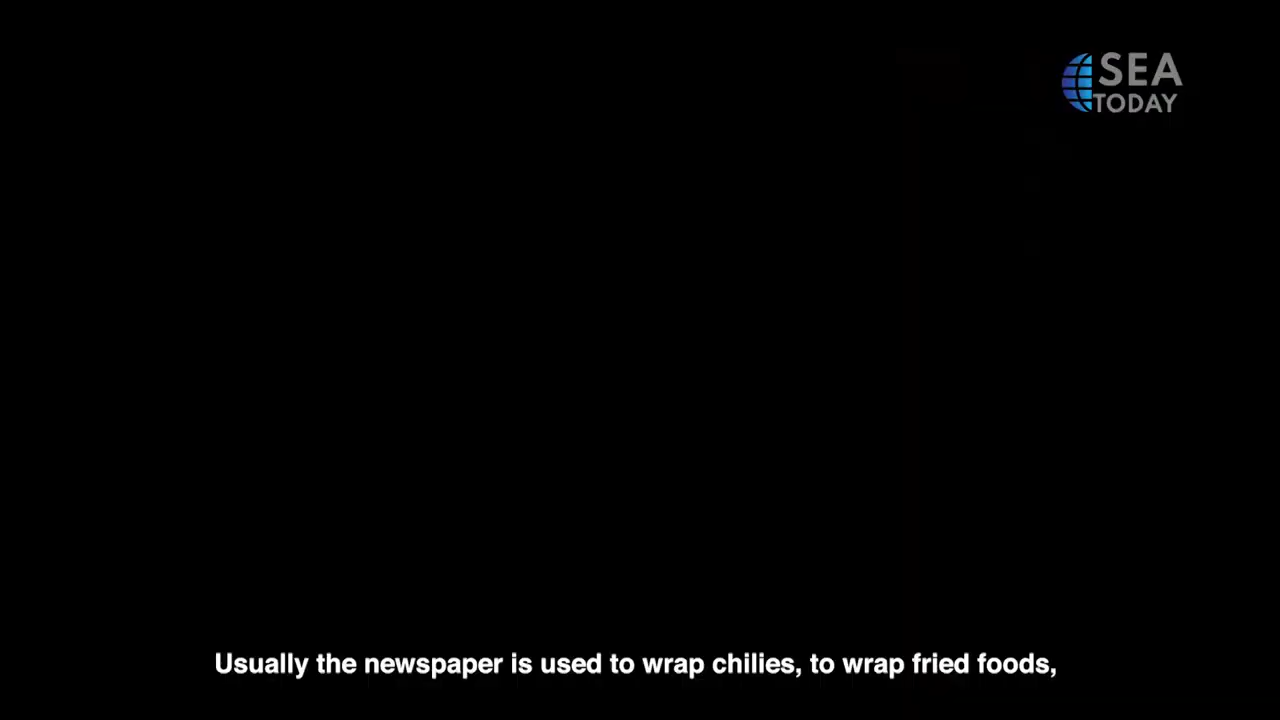 SEA
TODAY
Usually the newspaper is used to wrap chilies, to wrap fried foods,